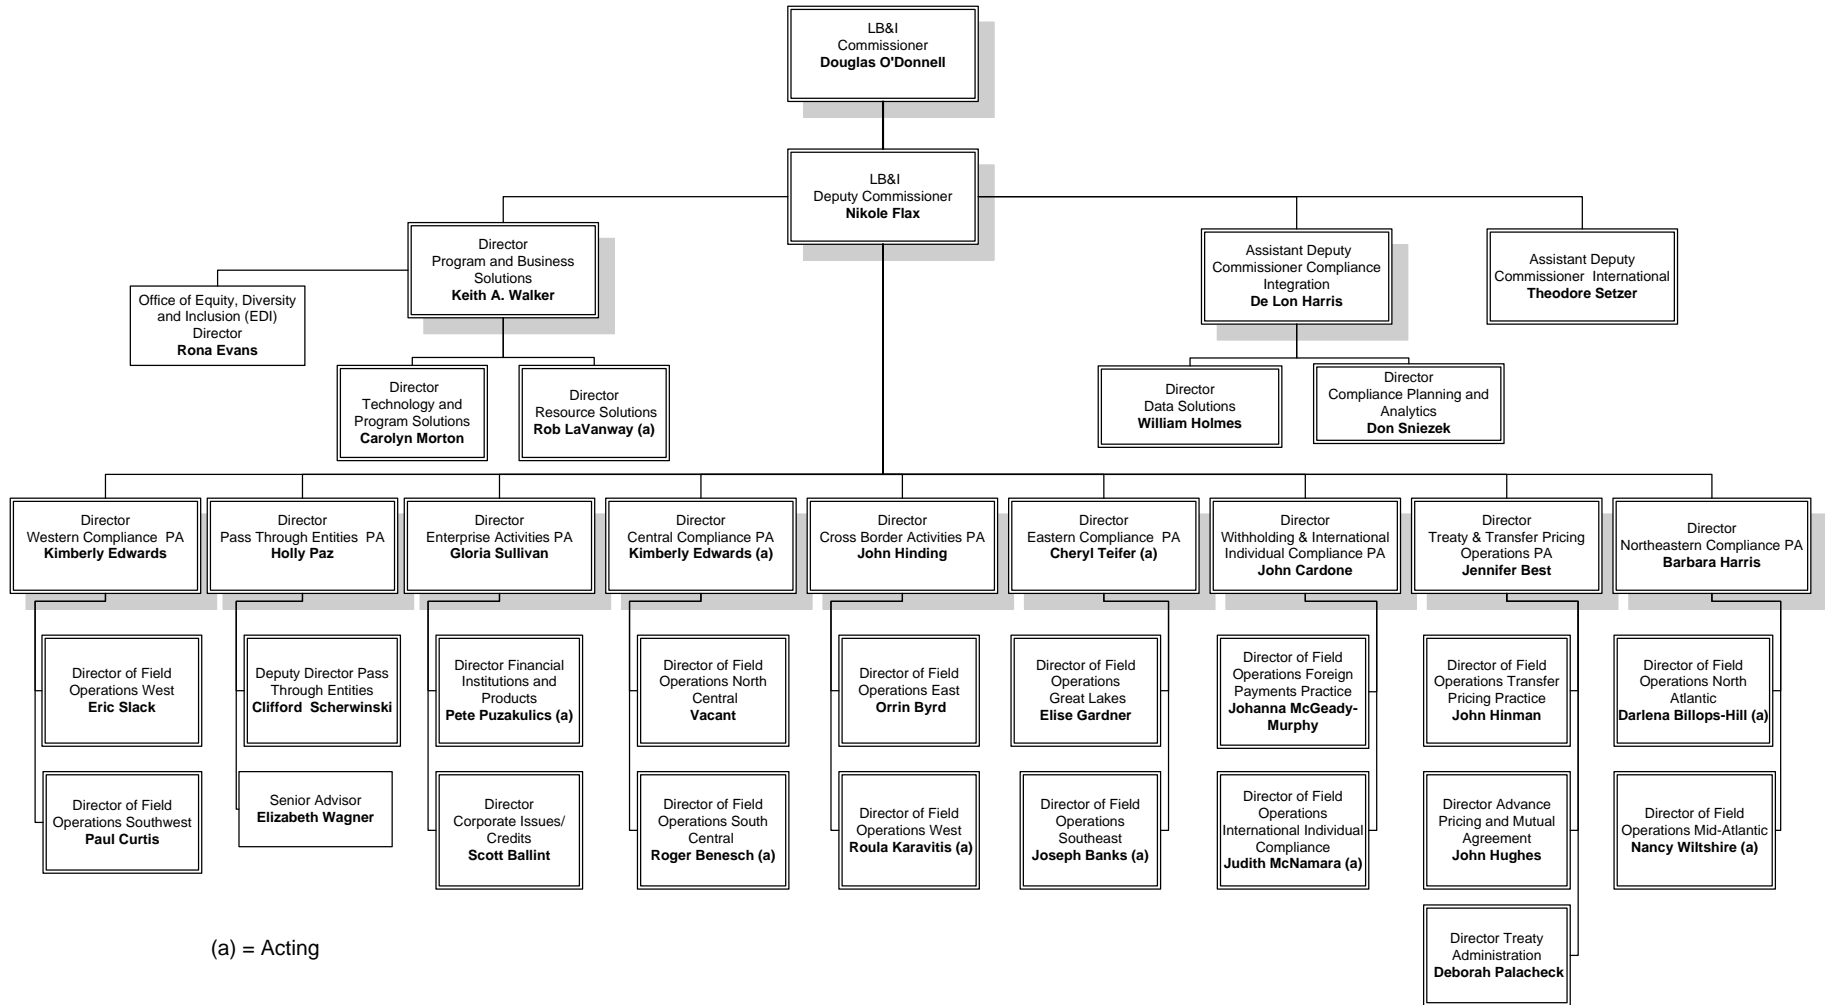 LB&I
Commissioner
Douglas O'Donnell
LB&I
Deputy Commissioner
Nikole Flax
Director
Program and Business
Solutions
Keith A. Walker
Assistant Deputy
Commissioner Compliance
Integration
De Lon Harris
Assistant Deputy
Commissioner International
Theodore Setzer
Office of Equity, Diversity
and Inclusion (EDI)
Director
Rona Evans
Director
Technology and
Program Solutions
Carolyn Morton
Director
Resource Solutions
Rob LaVanway (a)
Director
Data Solutions
William Holmes
Director
Compliance Planning and
Analytics
Don Sniezek
Director
Western Compliance PA
Kimberly Edwards
Director
Pass Through Entities PA
Holly Paz
Director
Enterprise Activities PA
Gloria Sullivan
Director
Central Compliance PA
Kimberly Edwards (a)
Director
Cross Border Activities PA
John Hinding
Director
Eastern Compliance PA
Cheryl Teifer (a)
Director
Withholding & International
Individual Compliance PA
John Cardone
Director
Treaty & Transfer Pricing
Operations PA
Jennifer Best
Director
Northeastern Compliance PA
Barbara Harris
Director of Field
Operations West
Eric Slack
Deputy Director Pass
Through Entities
Clifford Scherwinski
Director Financial
Institutions and
Products
Pete Puzakulics (a)
Director of Field
Operations North
Central
Vacant
Director of Field
Operations East
Orrin Byrd
Director of Field
Operations
Great Lakes
Elise Gardner
Director of Field
Operations Foreign
Payments Practice
Johanna McGeady-
Murphy
Director of Field
Operations Transfer
Pricing Practice
John Hinman
Director of Field
Operations North
Atlantic
Darlena Billops-Hill (a)
Director of Field
Operations Southwest
Paul Curtis
Senior Advisor
Elizabeth Wagner
Director
Corporate Issues/
Credits
Scott Ballint
Director of Field
Operations South
Central
Roger Benesch (a)
Director of Field
Operations West
Roula Karavitis (a)
Director of Field
Operations
Southeast
Joseph Banks (a)
Director of Field
Operations
International Individual
Compliance
Judith McNamara (a)
Director Advance
Pricing and Mutual
Agreement
John Hughes
Director of Field
Operations Mid-Atlantic
Nancy Wiltshire (a)
Director Treaty
Administration
Deborah Palacheck
(a) = Acting